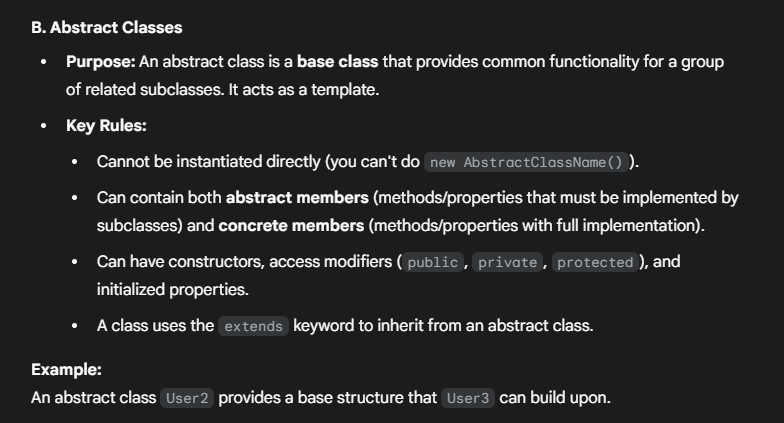 B. Abstract Classes
• Purpose: An abstract class is a base class that provides common functionality for a group
of related subclasses. It acts as a template.
• Key Rules:
• Cannot be instantiated directly (you can't do new AbstractClassName()).
• Can contain both abstract members (methods/properties that must be implemented by
subclasses) and concrete members (methods/properties with full implementation).
• Can have constructors, access modifiers (public, private, protected), and
initialized properties.
• A class uses the extends keyword to inherit from an abstract class.
Example:
An abstract class User2 provides a base structure that User3 can build upon.